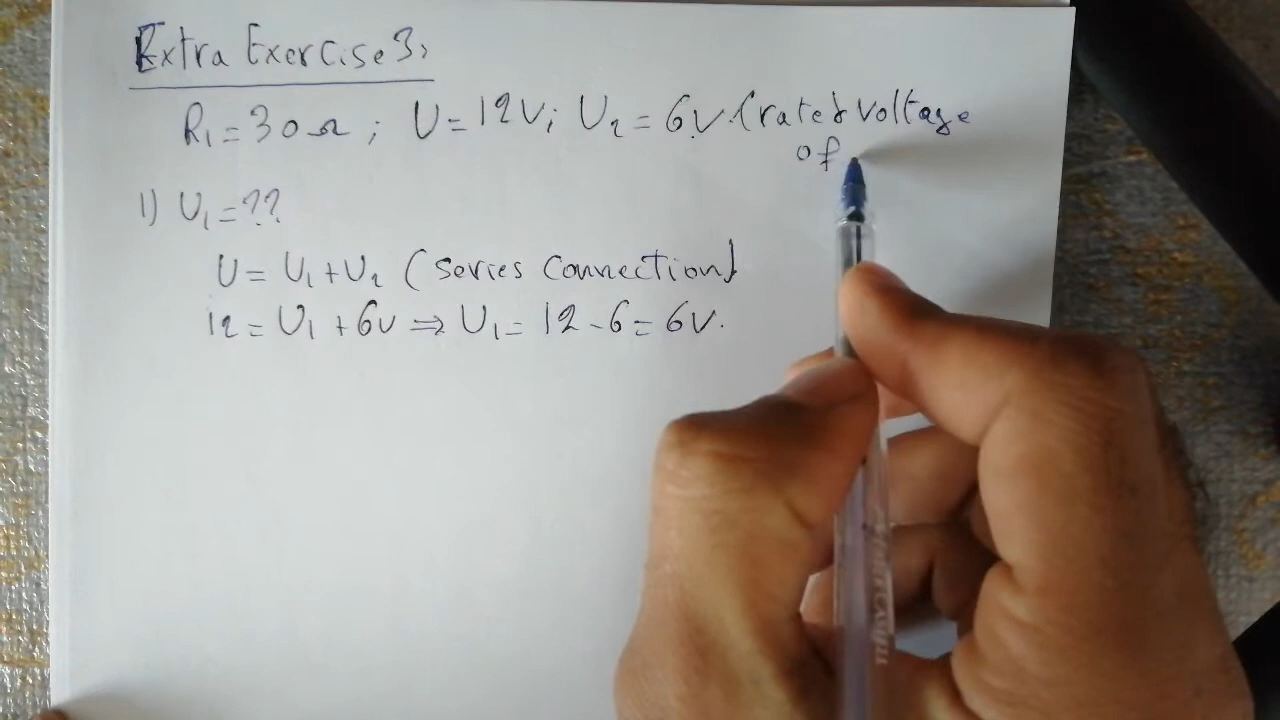 Extra Exercise 3:
R₁ = 30Ω ; U = 12V; U₂ = 6V. (rated voltage
of
1) U₁ = ??
U = U₁ + U₂ (series connection)
12 = U₁ + 6V ⇒ U₁ = 12 - 6 = 6V.